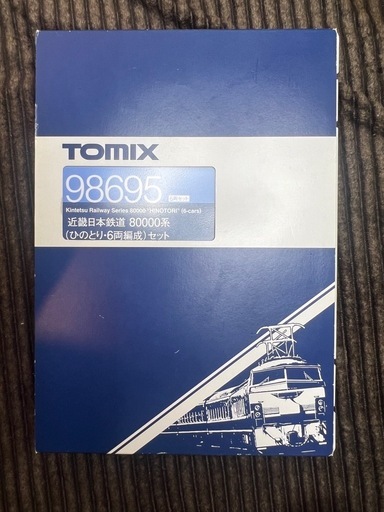 TOMIX
98695
Kintetsu Railway Series 80000 "HINOTORI" (6-cars)
近畿日本鉄道 80000系
(ひのとり・6両編成)セット